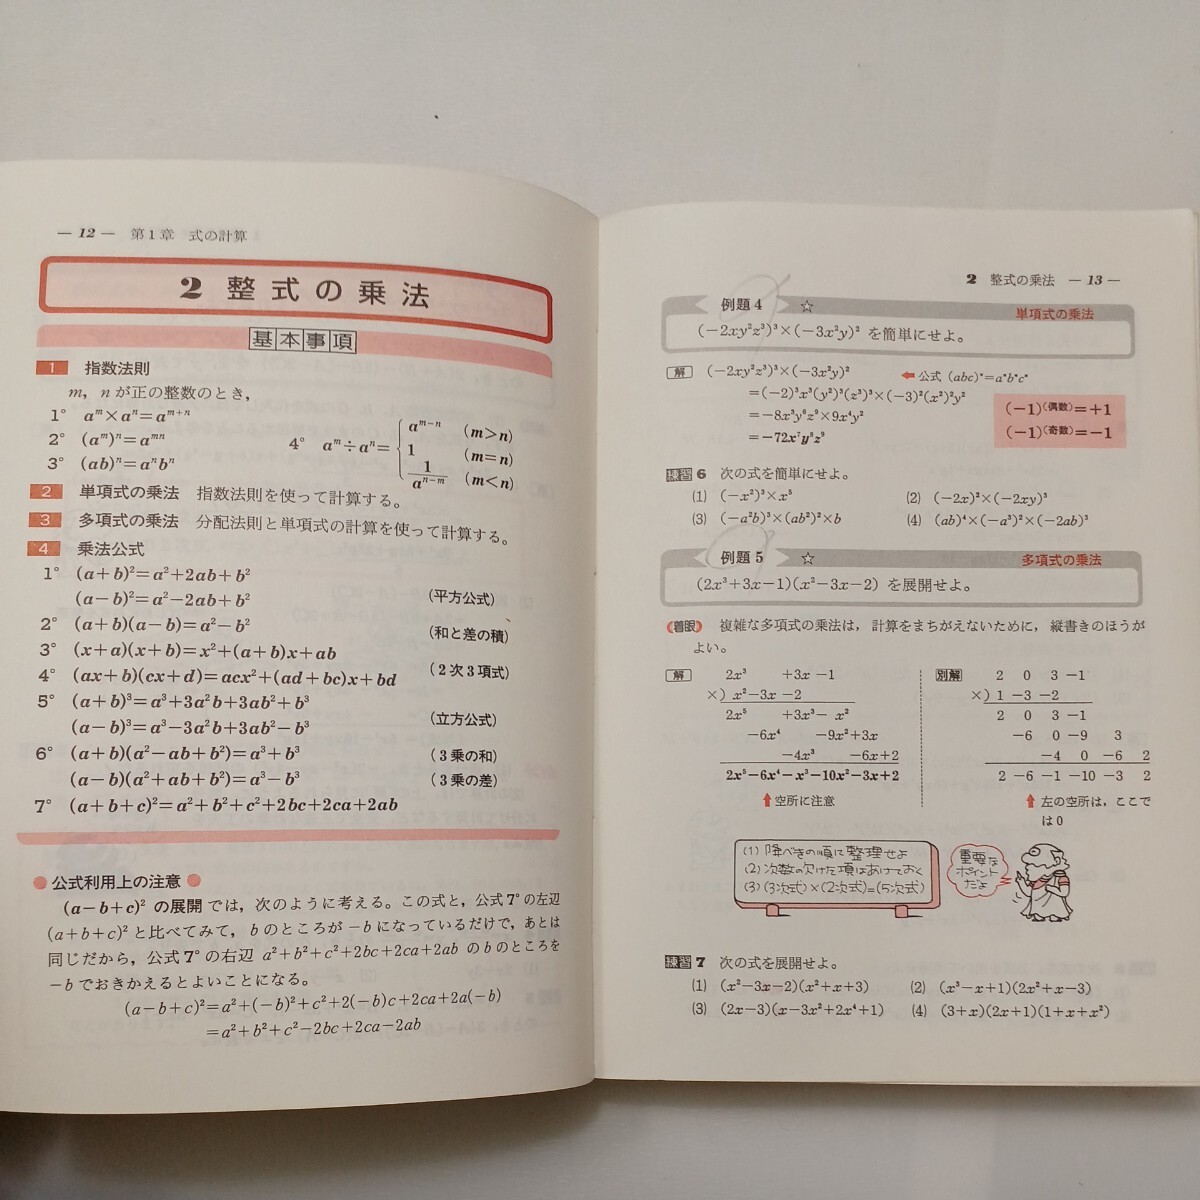 — 12 — 第1章 式の計算
2 整式の乗法
基本事項
1 指数法則
m, n が正の整数のとき,
1° aᵐ×aⁿ=aᵐ⁺ⁿ
2° (aᵐ)ⁿ=aᵐⁿ
3° (ab)ⁿ=aⁿbⁿ
4° aᵐ÷aⁿ= { aᵐ⁻ⁿ (m>n)
1 (m=n)
1/aⁿ⁻ᵐ (m<n)
2 単項式の乗法 指数法則を使って計算する。
3 多項式の乗法 分配法則と単項式の計算を使って計算する。
4 乗法公式
1° (a+b)²=a²+2ab+b²
(a−b)²=a²−2ab+b² (平方公式)
2° (a+b)(a−b)=a²−b² (和と差の積)
3° (x+a)(x+b)=x²+(a+b)x+ab
4° (ax+b)(cx+d)=acx²+(ad+bc)x+bd (2次3項式)
5° (a+b)³=a³+3a²b+3ab²+b³
(a−b)³=a³−3a²b+3ab²−b³ (立方公式)
6° (a+b)(a²−ab+b²)=a³+b³ (3乗の和)
(a−b)(a²+ab+b²)=a³−b³ (3乗の差)
7° (a+b+c)²=a²+b²+c²+2bc+2ca+2ab
● 公式利用上の注意 ●
(a−b+c)² の展開では, 次のように考える。この式と, 公式7°の左辺
(a+b+c)² と比べてみて, bのところが−bになっているだけで, あとは
同じだから, 公式7°の右辺 a²+b²+c²+2bc+2ca+2ab のbのところを
−bでおきかえるとよいことになる。
(a−b+c)²=a²+(−b)²+c²+2(−b)c+2ca+2a(−b)
=a²+b²+c²−2bc+2ca−2ab
2 整式の乗法 — 13 —
例題4 ☆ 単項式の乗法
(−2xy²z³)³×(−3x²y)² を簡単にせよ。
解 (−2xy²z³)³×(−3x²y)² ← 公式 (abc)ⁿ=aⁿbⁿcⁿ
=(−2)³x³(y²)³(z³)³×(−3)²(x²)²y²
=−8x³y⁶z⁹×9x⁴y²
=−72x⁷y⁸z⁹
(−1)⁽偶数⁾=+1
(−1)⁽奇数⁾=−1
練習6 次の式を簡単にせよ。
(1) (−x²)³×x⁵ (2) (−2x)²×(−2xy)³
(3) (−a²b)³×(ab²)²×b (4) (ab)⁴×(−a³)²×(−2ab)³
例題5 ☆ 多項式の乗法
(2x³+3x−1)(x²−3x−2) を展開せよ。
(着眼) 複雑な多項式の乗法は, 計算をまちがえないために, 縦書きのほうが
よい。
解 2x³ +3x −1
×) x²−3x −2
2x⁵ +3x³− x²
−6x⁴ −9x²+3x
−4x³ −6x+2
2x⁵−6x⁴−x³−10x²−3x+2
↑空所に注意
別解 2 0 3 −1
×) 1 −3 −2
2 0 3 −1
−6 0 −9 3
−4 0 −6 2
2 −6 −1 −10 −3 2
↑ 左の空所は, ここで
は0
(1) 降べきの順に整理せよ
(2) 次数の欠けた項はあけておく
(3) (3次式)×(2次式)=(5次式)
重要な
ポイント
だよ
練習7 次の式を展開せよ。
(1) (x²−3x−2)(x²+x+3) (2) (x³−x+1)(2x²+x−3)
(3) (2x−3)(x−3x²+2x⁴+1) (4) (3+x)(2x+1)(1+x+x²)